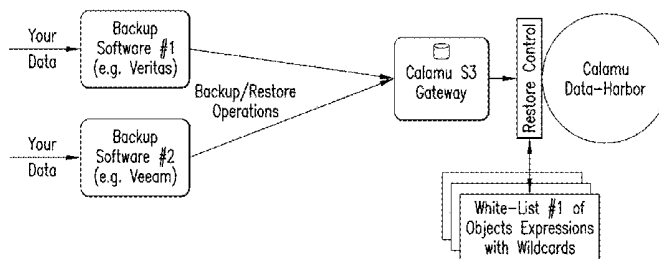 Your
Data
Backup
Software #1
(e.g. Veritas)
Backup/Restore
Operations
Your
Data
Backup
Software #2
(e.g. Veeam)
Calamu S3
Gateway
Restore Control
Calamu
Data-Harbor
White-List #1 of
Objects Expressions
with Wildcards